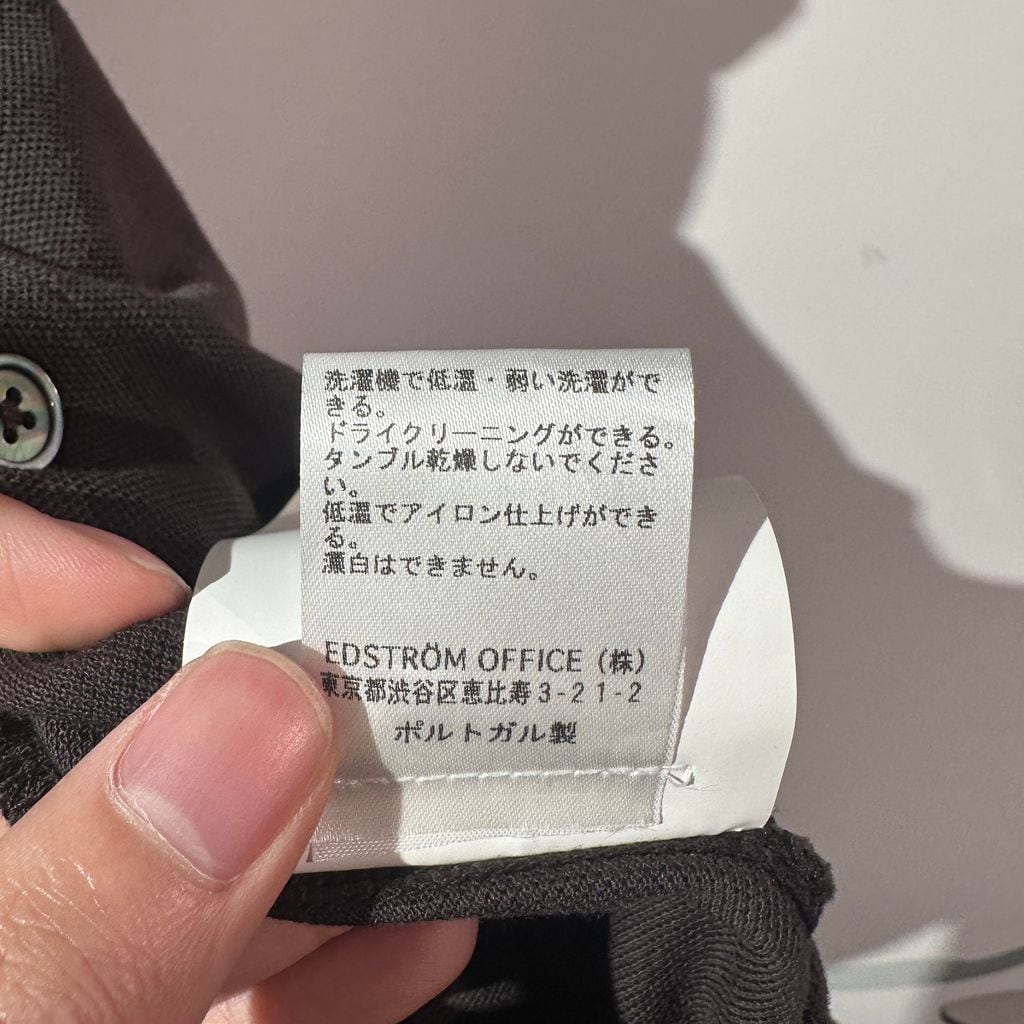 洗濯機で低温・弱い洗濯がで
きる。
ドライクリーニングができる。
タンブル乾燥しないでくださ
い。
低温でアイロン仕上げができ
る。
漂白はできません。
EDSTRÖM OFFICE (株)
東京都渋谷区恵比寿3-21-2
ポルトガル製